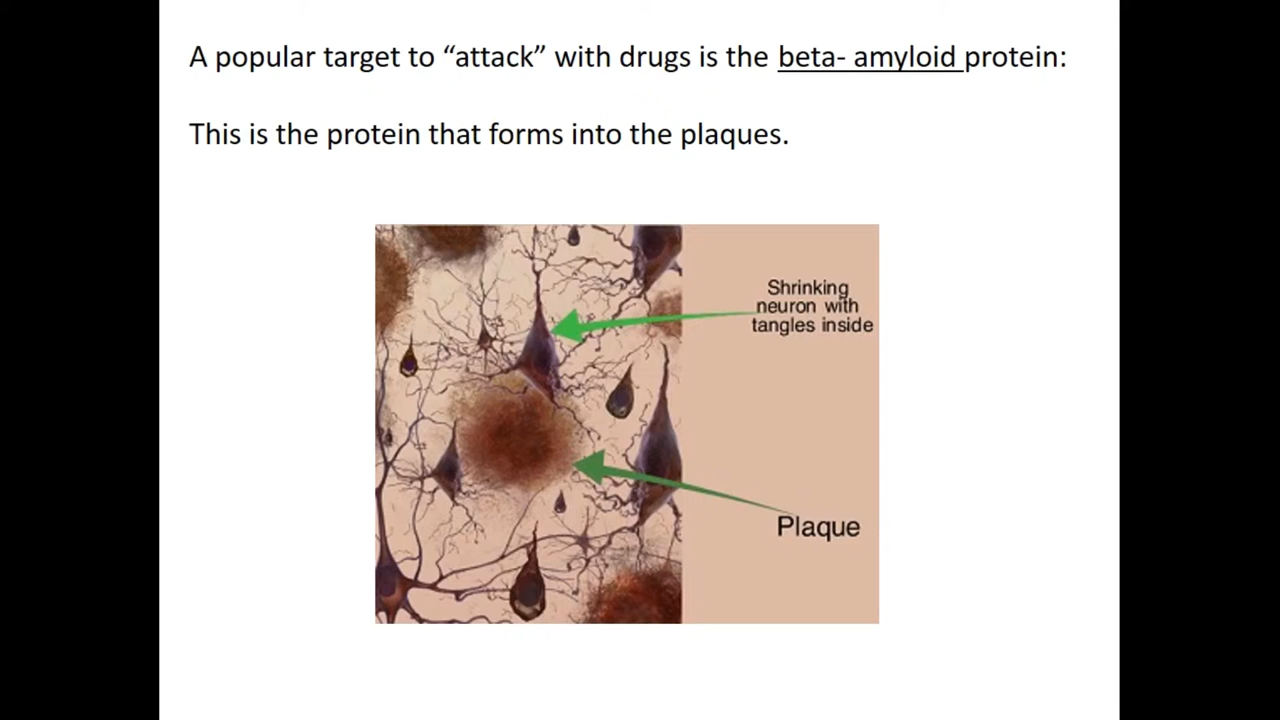 A popular target to “attack” with drugs is the beta- amyloid protein:
This is the protein that forms into the plaques.
Shrinking
neuron with
tangles inside
Plaque